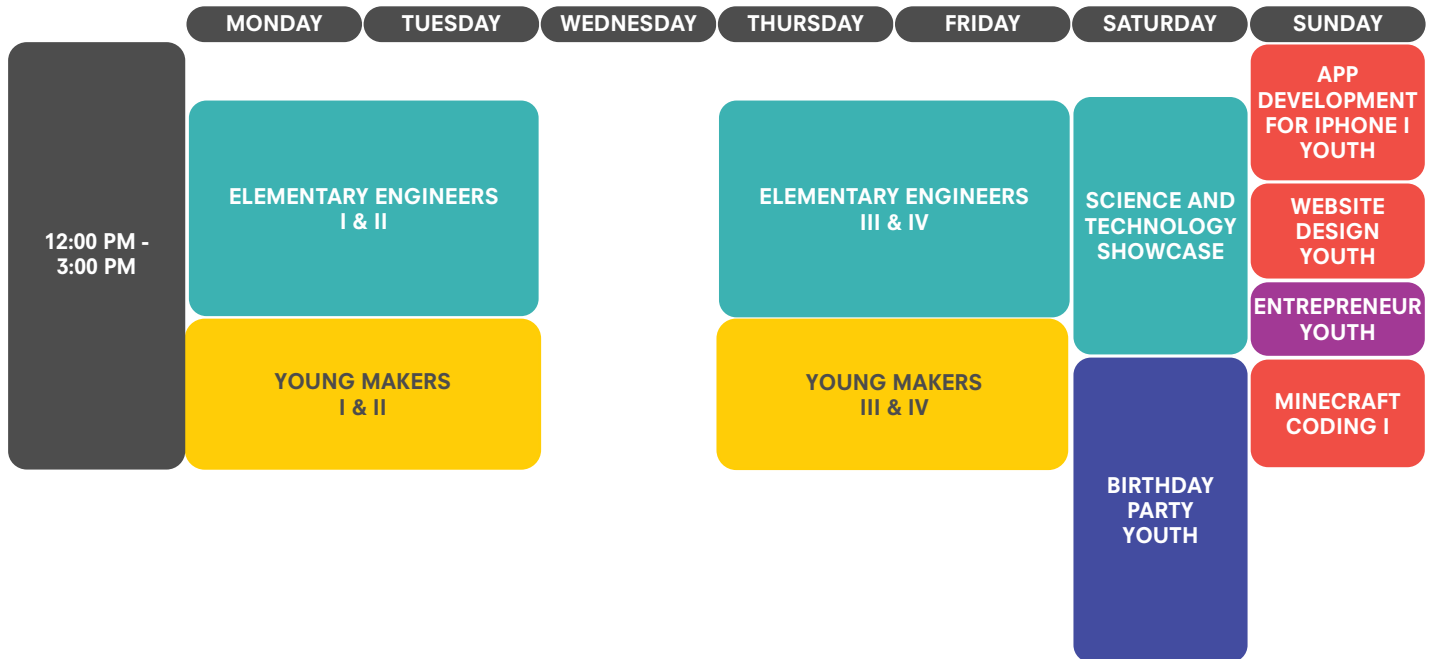 MONDAY
TUESDAY
WEDNESDAY
THURSDAY
FRIDAY
SATURDAY
SUNDAY
12:00 PM -
3:00 PM
ELEMENTARY ENGINEERS
I & II
YOUNG MAKERS
I & II
ELEMENTARY ENGINEERS
III & IV
YOUNG MAKERS
III & IV
SCIENCE AND
TECHNOLOGY
SHOWCASE
BIRTHDAY
PARTY
YOUTH
APP
DEVELOPMENT
FOR IPHONE I
YOUTH
WEBSITE
DESIGN
YOUTH
ENTREPRENEUR
YOUTH
MINECRAFT
CODING I